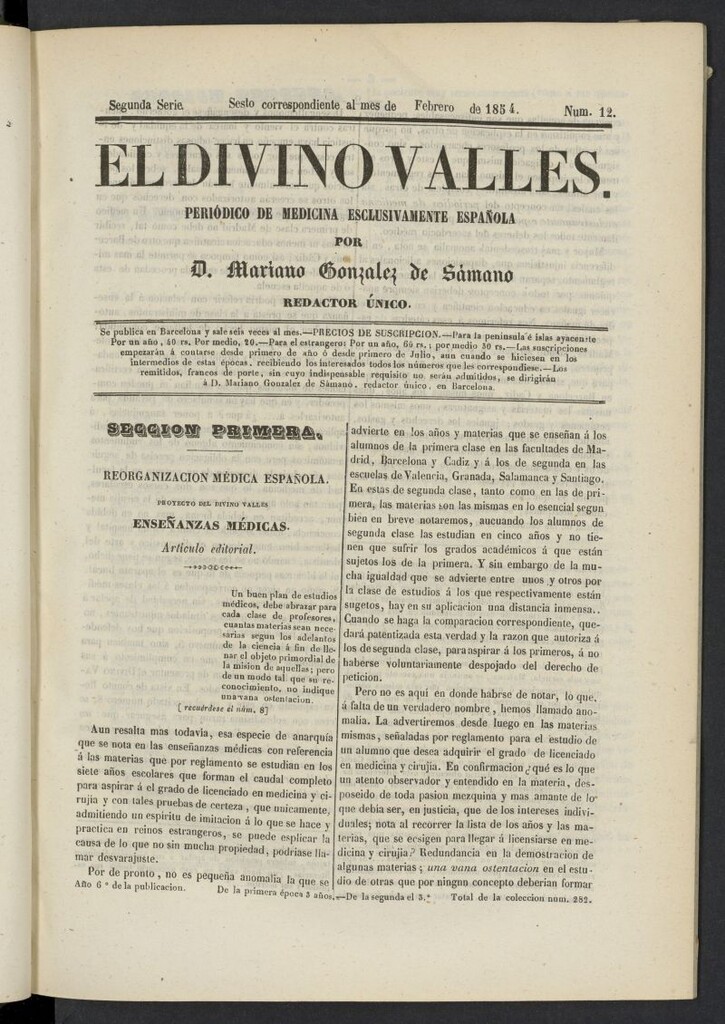 Segunda Serie. Sesto correspondiente al mes de Febrero de 1854. Num. 12.
EL DIVINO VALLES.
PERIÓDICO DE MEDICINA ESCLUSIVAMENTE ESPAÑOLA
POR
D. Mariano Gonzalez de Sámano
REDACTOR ÚNICO.
Se publica en Barcelona y sale seis veces al mes.—PRECIOS DE SUSCRIPCION.—Para la peninsula é islas ayacentte
Por un año, 40 rs. Por medio, 20.—Para el estrangero: Por un año, 60 rs.; por medio 30 rs.—Las suscripciones
empezarán á contarse desde primero de año ó desde primero de Julio, aun cuando se hiciesen en los
intermedios de estas épocas, recibiendo los interesados todos los números que les correspondiese.—Los
remitidos, francos de porte, sin cuyo indispensable requisito no serán admitidos, se dirigirán
á D. Mariano Gonzalez de Sámano, redactor único, en Barcelona.
SECCION PRIMERA.
REORGANIZACION MÉDICA ESPAÑOLA.
PROYECTO DEL DIVINO VALLES
ENSEÑANZAS MÉDICAS.
Artículo editorial.
Un buen plan de estudios
médicos, debe abrazar para
cada clase de profesores,
cuantas materias sean nece-
sarias segun los adelantos
de la ciencia á fin de lle-
nar el objeto primordial de
la mision de aquellas; pero
de un modo tal que su re-
conocimiento, no indique
una vana ostentacion.
[recuérdese el núm. 8]
Aun resalta mas todavia, esa especie de anarquía
que se nota en las enseñanzas médicas con referencia
á las materias que por reglamento se estudian en los
siete años escolares que forman el caudal completo
para aspirar á el grado de licenciado en medicina y ci-
rujia y con tales pruebas de certeza, que unicamente,
admitiendo un espiritu de imitación á lo que se hace y
practica en reinos estrangeros, se puede esplicar la
causa de lo que no sin mucha propiedad, podriase lla-
mar desvarajuste.
Por de pronto, no es pequeña anomalia la que se
advierte en los años y materias que se enseñan á los
alumnos de la primera clase en las facultades de Ma-
drid, Barcelona y Cadiz y á los de segunda en las
escuelas de Valencia, Granada, Salamanca y Santiago.
En estas de segunda clase, tanto como en las de pri-
mera, las materias son las mismas en lo esencial segun
bien en breve notaremos, aucuando los alumnos de
segunda clase las estudian en cinco años y no tie-
nen que sufrir los grados académicos á que están
sujetos los de la primera. Y sin embargo de la mu-
cha igualdad que se advierte entre unos y otros por
la clase de estudios á los que respectivamente están
sugetos, hay en su aplicacion una distancia inmensa..
Cuando se haga la comparacion correspondiente, que-
dará patentizada esta verdad y la razon que autoriza á
los de segunda clase, para aspirar á los primeros, á no
haberse voluntariamente despojado del derecho de
peticion.
Pero no es aqui en donde habrse de notar, lo que,
á falta de un verdadero nombre, hemos llamado ano-
malia. La advertiremos desde luego en las materias
mismas, señaladas por reglamento para el estudio de
un alumno que desea adquirir el grado de licenciado
en medicina y cirujia. En confirmacion ¿qué es lo que
un atento observador y entendido en la materia, des-
poseido de toda pasion mezquina y mas amante de lo
que debia ser, en justicia, que de los intereses indivi-
duales; nota al recorrer la lista de los años y las ma-
terias, que se ecsigen para llegar á licensiarse en me-
dicina y cirujia? Redundancia en la demostracion de
algunas materias; una vana ostentacion en el estu-
dio de otras que por ningun concepto deberian formar
Año 6º de la publicacion. De la primera época 3 años.—De la segunda el 3.º Total de la coleccion num. 282.